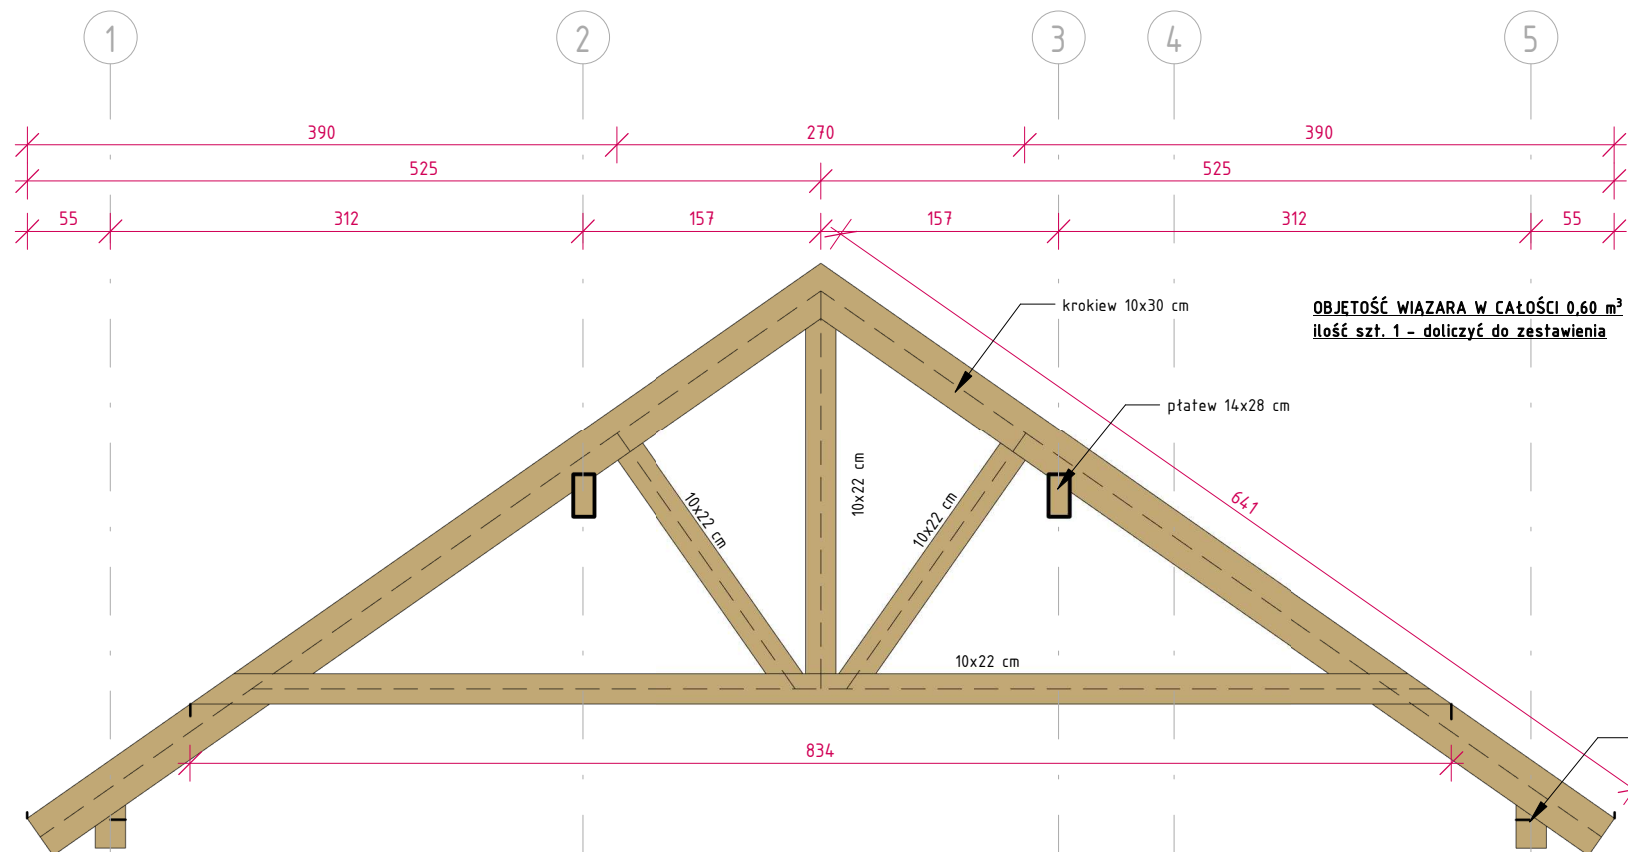 1
2
3
4
5
390
270
390
525
525
55
312
157
157
312
55
krokiew 10x30 cm
OBJĘTOŚĆ WIĄZARA W CAŁOŚCI 0,60 m³
ilość szt. 1 - doliczyć do zestawienia
płatew 14x28 cm
10x22 cm
10x22 cm
10x22 cm
641
10x22 cm
834